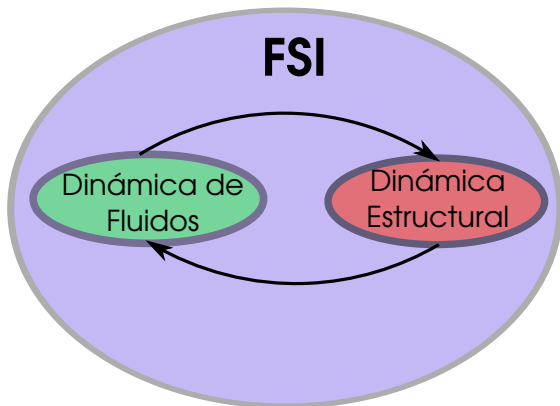 FSI
Dinámica de
Fluidos
Dinámica
Estructural